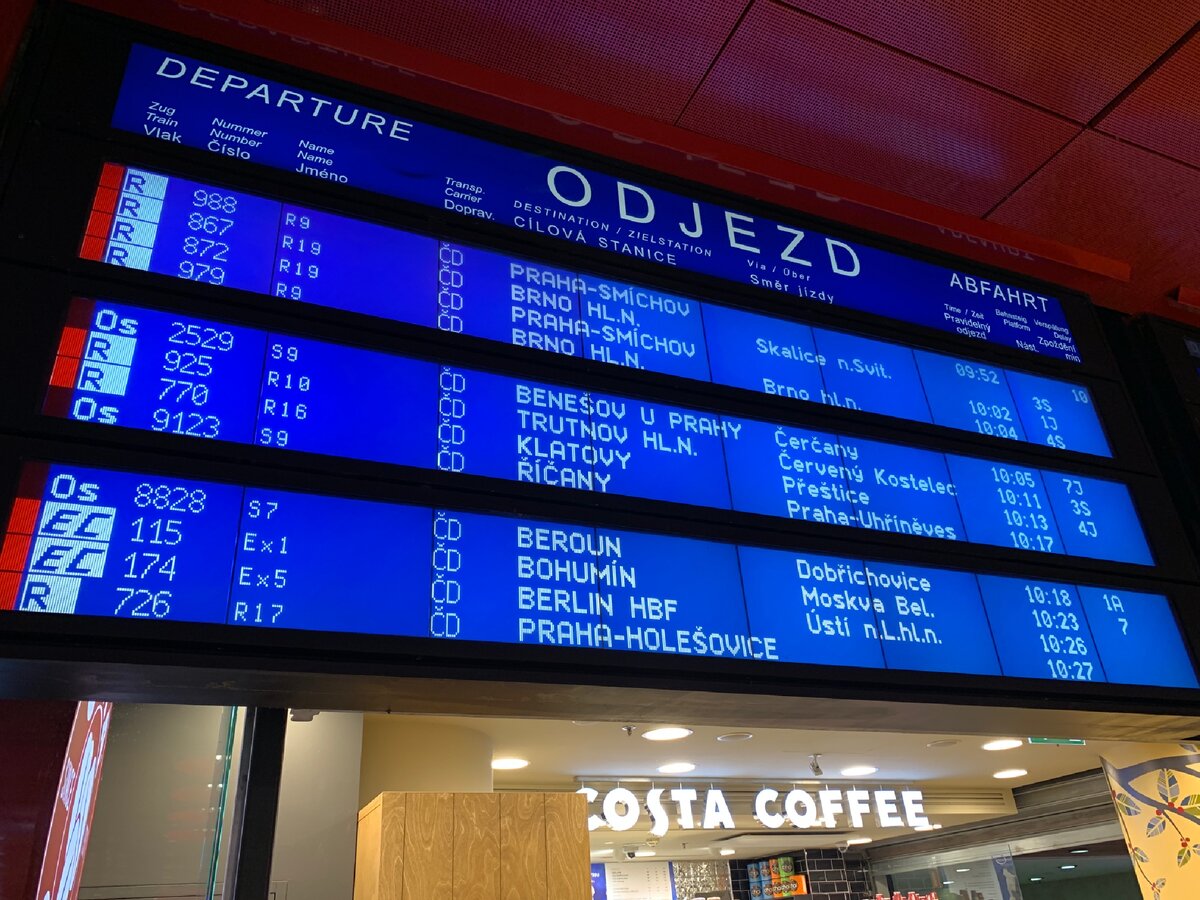 DEPARTURE
ODJEZD
ABFAHRT
Zug Nummer Name Transp. DESTINATION / ZIELSTATION Via / Über Time / Zeit Bahnsteig Verspätung
Train Number Name Carrier CÍLOVÁ STANICE Směr jízdy Pravidelný Platform Delay
Vlak Číslo Jméno Doprav. odjezd Nást. Zpoždění
min
R 988 R9 ČD PRAHA-SMÍCHOV 09:52 10
R 867 R19 ČD BRNO HL.N. Skalice n.Svit. 3S
R 872 R19 ČD PRAHA-SMÍCHOV 10:02 1J
R 979 R9 ČD BRNO HL.N. Brno hl.n. 10:04 4S
Os 2529 S9 ČD BENEŠOV U PRAHY Čerčany 10:05 7J
R 925 R10 ČD TRUTNOV HL.N. Červený Kostelec 10:11 3S
R 770 R16 ČD KLATOVY Přeštice 10:13 4J
Os 9123 S9 ČD ŘÍČANY Praha-Uhříněves 10:17
Os 8828 S7 ČD BEROUN Dobřichovice 10:18 1A
EC 115 Ex1 ČD BOHUMÍN Moskva Bel. 10:23 7
EC 174 Ex5 ČD BERLIN HBF Ústí n.L.hl.n. 10:26
R 726 R17 ČD PRAHA-HOLEŠOVICE 10:27
COSTA COFFEE